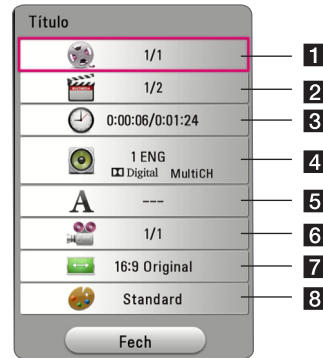 Título
1/1
1
1/2
2
0:00:06/0:01:24
3
1 ENG
Digital MultiCH
4
A
---
5
1/1
6
16:9 Original
7
Standard
8
Fech